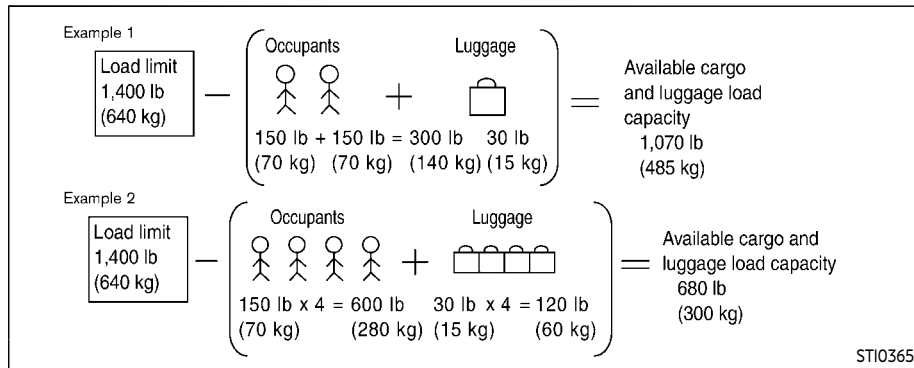 Example 1
Load limit
1,400 lb
(640 kg)
−
Occupants
+
Luggage
150 lb + 150 lb = 300 lb 30 lb
(70 kg) (70 kg) (140 kg) (15 kg)
=
Available cargo
and luggage load
capacity
1,070 lb
(485 kg)
Example 2
Load limit
1,400 lb
(640 kg)
−
Occupants
+
Luggage
150 lb x 4 = 600 lb 30 lb x 4 = 120 lb
(70 kg) (280 kg) (15 kg) (60 kg)
=
Available cargo and
luggage load capacity
680 lb
(300 kg)
STI0365